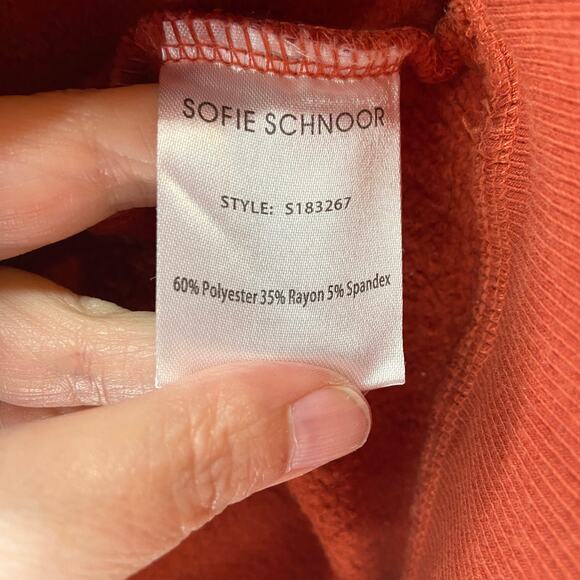 SOFIE SCHNOOR
STYLE: S183267
60% Polyester 35% Rayon 5% Spandex